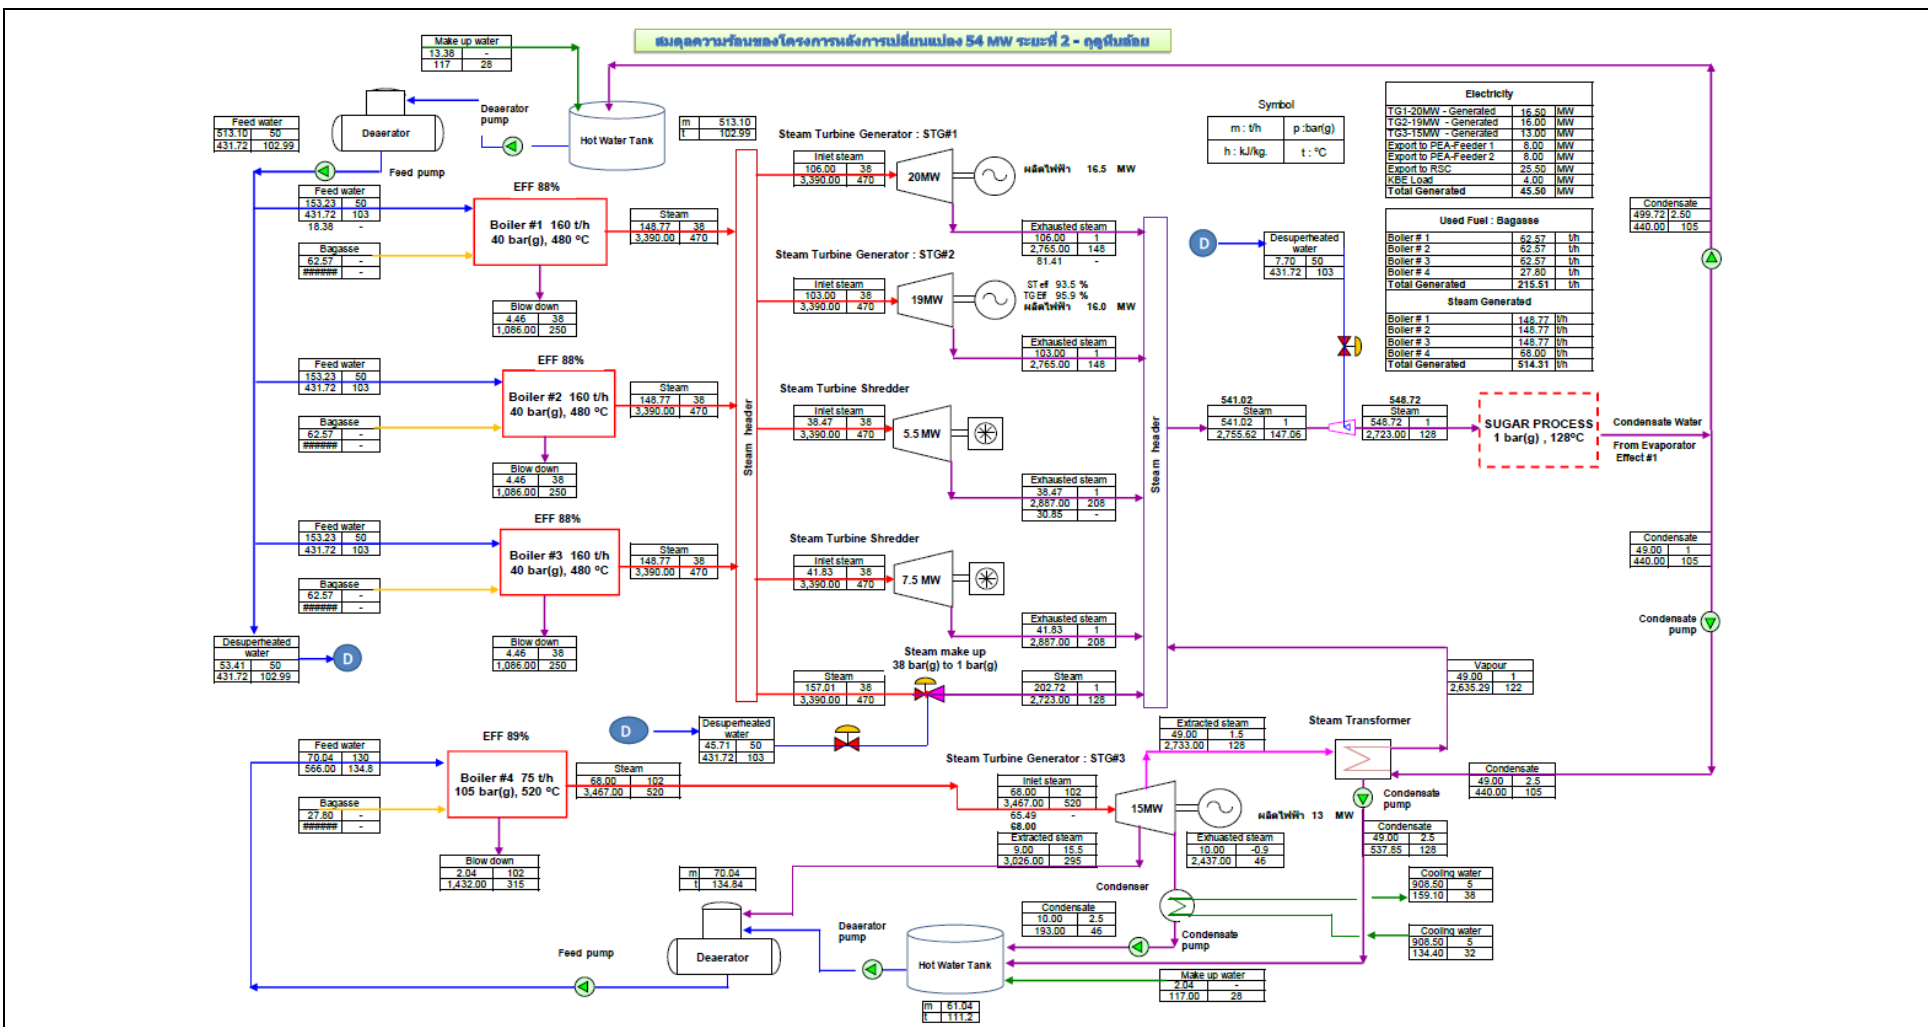 สมดุลความร้อนของโครงการหลังการเปลี่ยนแปลง 54 MW ระยะที่ 2 - ฤดูหีบอ้อย
Make up water
13.38 -
117 28
Deaerator
Deaerator pump
Hot Water Tank
m 513.10
t 102.99
Feed water
513.10 50
431.72 102.99
Feed pump
Symbol
m : t/h p :bar(g)
h : kJ/kg. t : ºC
Electricity
TG1-20MW - Generated 16.50 MW
TG2-19MW - Generated 16.00 MW
TG3-15MW - Generated 13.00 MW
Export to PEA-Feeder 1 8.00 MW
Export to PEA-Feeder 2 8.00 MW
Export to RSC 25.50 MW
KBE Load 4.00 MW
Total Generated 45.50 MW
Used Fuel : Bagasse
Boiler # 1 62.57 t/h
Boiler # 2 62.57 t/h
Boiler # 3 62.57 t/h
Boiler # 4 27.80 t/h
Total Generated 215.51 t/h
Steam Generated
Boiler # 1 148.77 t/h
Boiler # 2 148.77 t/h
Boiler # 3 148.77 t/h
Boiler # 4 68.00 t/h
Total Generated 514.31 t/h
Feed water
153.23 50
431.72 103
18.38 -
EFF 88%
Boiler #1 160 t/h
40 bar(g), 480 ºC
Bagasse
62.57 -
###### -
Steam
148.77 38
3,390.00 470
Blow down
4.46 38
1,086.00 250
Feed water
153.23 50
431.72 103
EFF 88%
Boiler #2 160 t/h
40 bar(g), 480 ºC
Bagasse
62.57 -
###### -
Steam
148.77 38
3,390.00 470
Blow down
4.46 38
1,086.00 250
Feed water
153.23 50
431.72 103
EFF 88%
Boiler #3 160 t/h
40 bar(g), 480 ºC
Bagasse
62.57 -
###### -
Steam
148.77 38
3,390.00 470
Blow down
4.46 38
1,086.00 250
Desuperheated water
53.41 50
431.72 102.99
D
Steam header
Steam Turbine Generator : STG#1
Inlet steam
106.00 38
3,390.00 470
20MW
ผลิตไฟฟ้า 16.5 MW
Exhausted steam
106.00 1
2,765.00 148
81.41 -
Steam Turbine Generator : STG#2
Inlet steam
103.00 38
3,390.00 470
19MW
ST eff 93.5 %
TG Eff 95.9 %
ผลิตไฟฟ้า 16.0 MW
Exhausted steam
103.00 1
2,765.00 148
Steam Turbine Shredder
Inlet steam
38.47 38
3,390.00 470
5.5 MW
Exhausted steam
38.47 1
2,887.00 208
30.85 -
Steam Turbine Shredder
Inlet steam
41.83 38
3,390.00 470
7.5 MW
Exhausted steam
41.83 1
2,887.00 208
Steam make up
38 bar(g) to 1 bar(g)
Steam
157.01 38
3,390.00 470
Steam
202.72 1
2,723.00 128
D
Desuperheated water
45.71 50
431.72 103
Steam header
D
Desuperheated water
7.70 50
431.72 103
541.02
Steam
541.02 1
2,755.62 147.06
548.72
Steam
548.72 1
2,723.00 128
SUGAR PROCESS
1 bar(g) , 128ºC
Condensate Water
From Evaporator
Effect #1
Condensate
499.72 2.50
440.00 105
Condensate
49.00 1
440.00 105
Condensate pump
Vapour
49.00 1
2,635.29 122
Steam Transformer
Extracted steam
49.00 1.5
2,733.00 128
Condensate
49.00 2.5
440.00 105
Condensate pump
Condensate
49.00 2.5
537.85 128
Feed water
70.04 130
566.00 134.8
EFF 89%
Boiler #4 75 t/h
105 bar(g), 520 ºC
Bagasse
27.80 -
###### -
Steam
68.00 102
3,467.00 520
Blow down
2.04 102
1,432.00 315
Steam Turbine Generator : STG#3
Inlet steam
68.00 102
3,467.00 520
65.49 -
68.00
15MW
ผลิตไฟฟ้า 13 MW
Extracted steam
9.00 15.5
3,026.00 295
Exhuasted steam
10.00 -0.9
2,437.00 46
Condenser
Cooling water
908.50 5
159.10 38
Cooling water
908.50 5
134.40 32
Condensate
10.00 2.5
193.00 46
Condensate pump
m 70.04
t 134.84
Deaerator
Deaerator pump
Feed pump
Hot Water Tank
Make up water
2.04 -
117.00 28
m 61.04
t 111.2